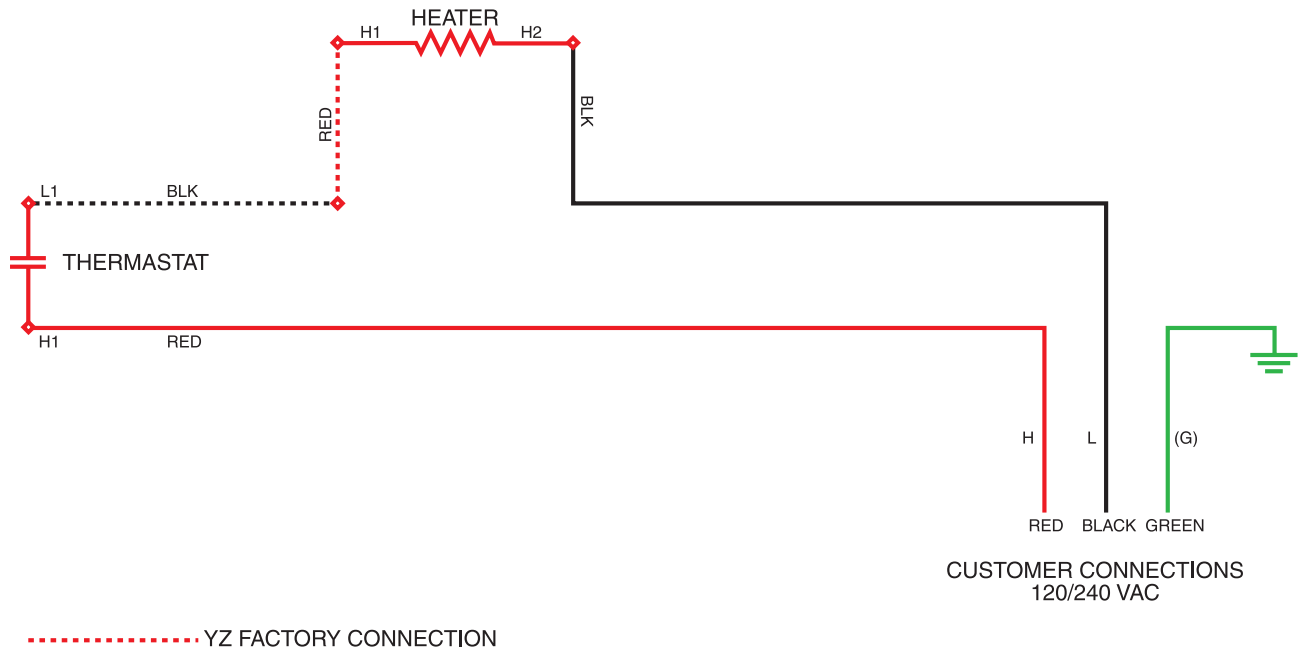 HEATER
H1
H2
RED
BLK
L1
BLK
THERMASTAT
H1
RED
H
L
(G)
RED
BLACK
GREEN
CUSTOMER CONNECTIONS
120/240 VAC
YZ FACTORY CONNECTION